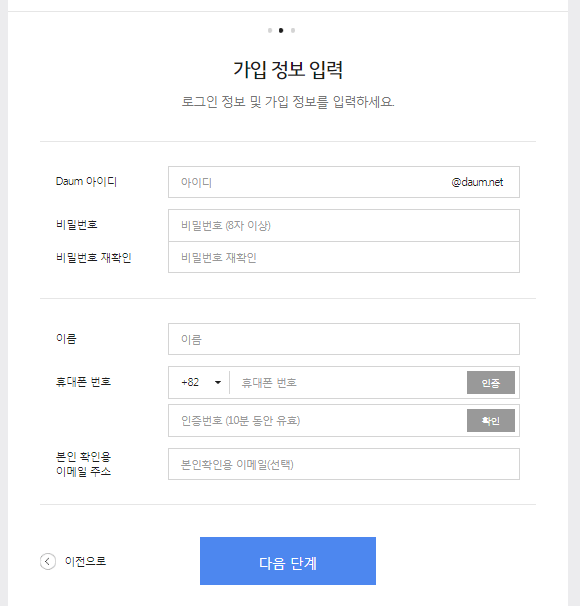 가입 정보 입력
로그인 정보 및 가입 정보를 입력하세요.
Daum 아이디 아이디 @daum.net
비밀번호 비밀번호 (8자 이상)
비밀번호 재확인 비밀번호 재확인
이름 이름
휴대폰 번호 +82 휴대폰 번호 인증
인증번호 (10분 동안 유효) 확인
본인 확인용
이메일 주소 본인확인용 이메일(선택)
이전으로 다음 단계